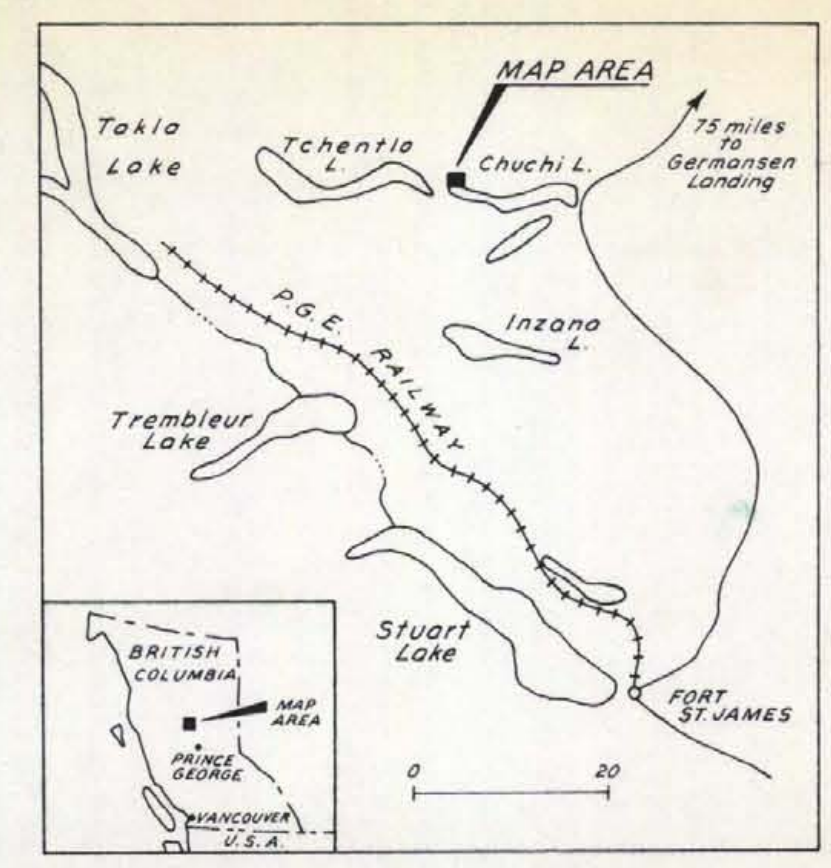 MAP AREA
Takla
Lake
Tchentlo
L.
Chuchi L.
75 miles
to
Germansen
Landing
P.G.E. RAILWAY
Inzana
L.
Trembleur
Lake
Stuart
Lake
FORT
ST. JAMES
0 20
BRITISH
COLUMBIA
MAP
AREA
PRINCE
GEORGE
VANCOUVER
U.S.A.